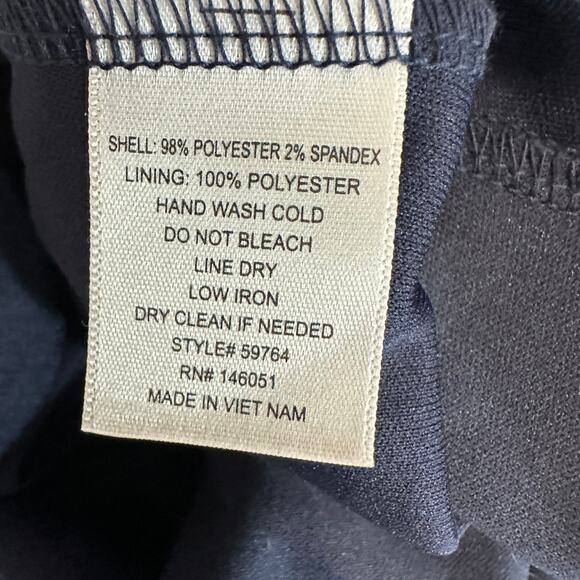 SHELL: 98% POLYESTER 2% SPANDEX
LINING: 100% POLYESTER
HAND WASH COLD
DO NOT BLEACH
LINE DRY
LOW IRON
DRY CLEAN IF NEEDED
STYLE# 59764
RN# 146051
MADE IN VIET NAM